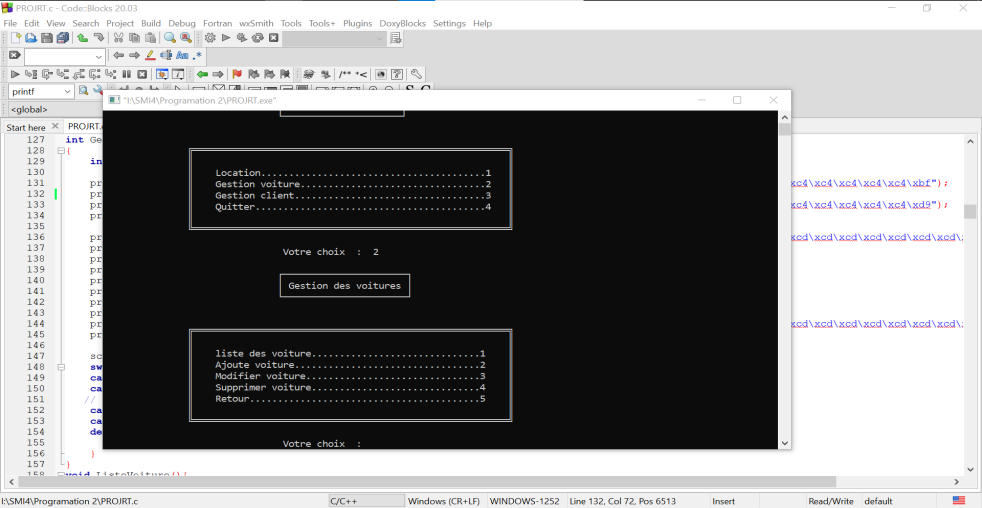 PROJRT.c - Code::Blocks 20.03
File Edit View Search Project Build Debug Fortran wxSmith Tools Tools+ Plugins DoxyBlocks Settings Help
printf
<global>
Start here × PROJRT.
"I:\SMI4\Programation 2\PROJRT.exe"
127 int Ge
128 {
129 in
130
131 pr xc4\xc4\xc4\xc4\xc4\xbf");
132 pr
133 pr xc4\xc4\xc4\xc4\xc4\xd9");
134 pr
135
136 pr xcd\xcd\xcd\xcd\xcd\xcd\xcd\
137 pr
138 pr
139 pr
140 pr
141 pr
142 pr
143 pr
144 pr xcd\xcd\xcd\xcd\xcd\xcd\xcd\
145 pr
146
147 sc
148 sw
149 ca
150 ca
151 //
152 ca
153 ca
154 de
155
156 }
157 }
158 void ListeVoiture(){
Location........................................1
Gestion voiture.................................2
Gestion client..................................3
Quitter.........................................4
Votre choix : 2
Gestion des voitures
liste des voiture..............................1
Ajoute voiture.................................2
Modifier voiture...............................3
Supprimer voiture..............................4
Retour.........................................5
Votre choix :
I:\SMI4\Programation 2\PROJRT.c C/C++ Windows (CR+LF) WINDOWS-1252 Line 132, Col 72, Pos 6513 Insert Read/Write default